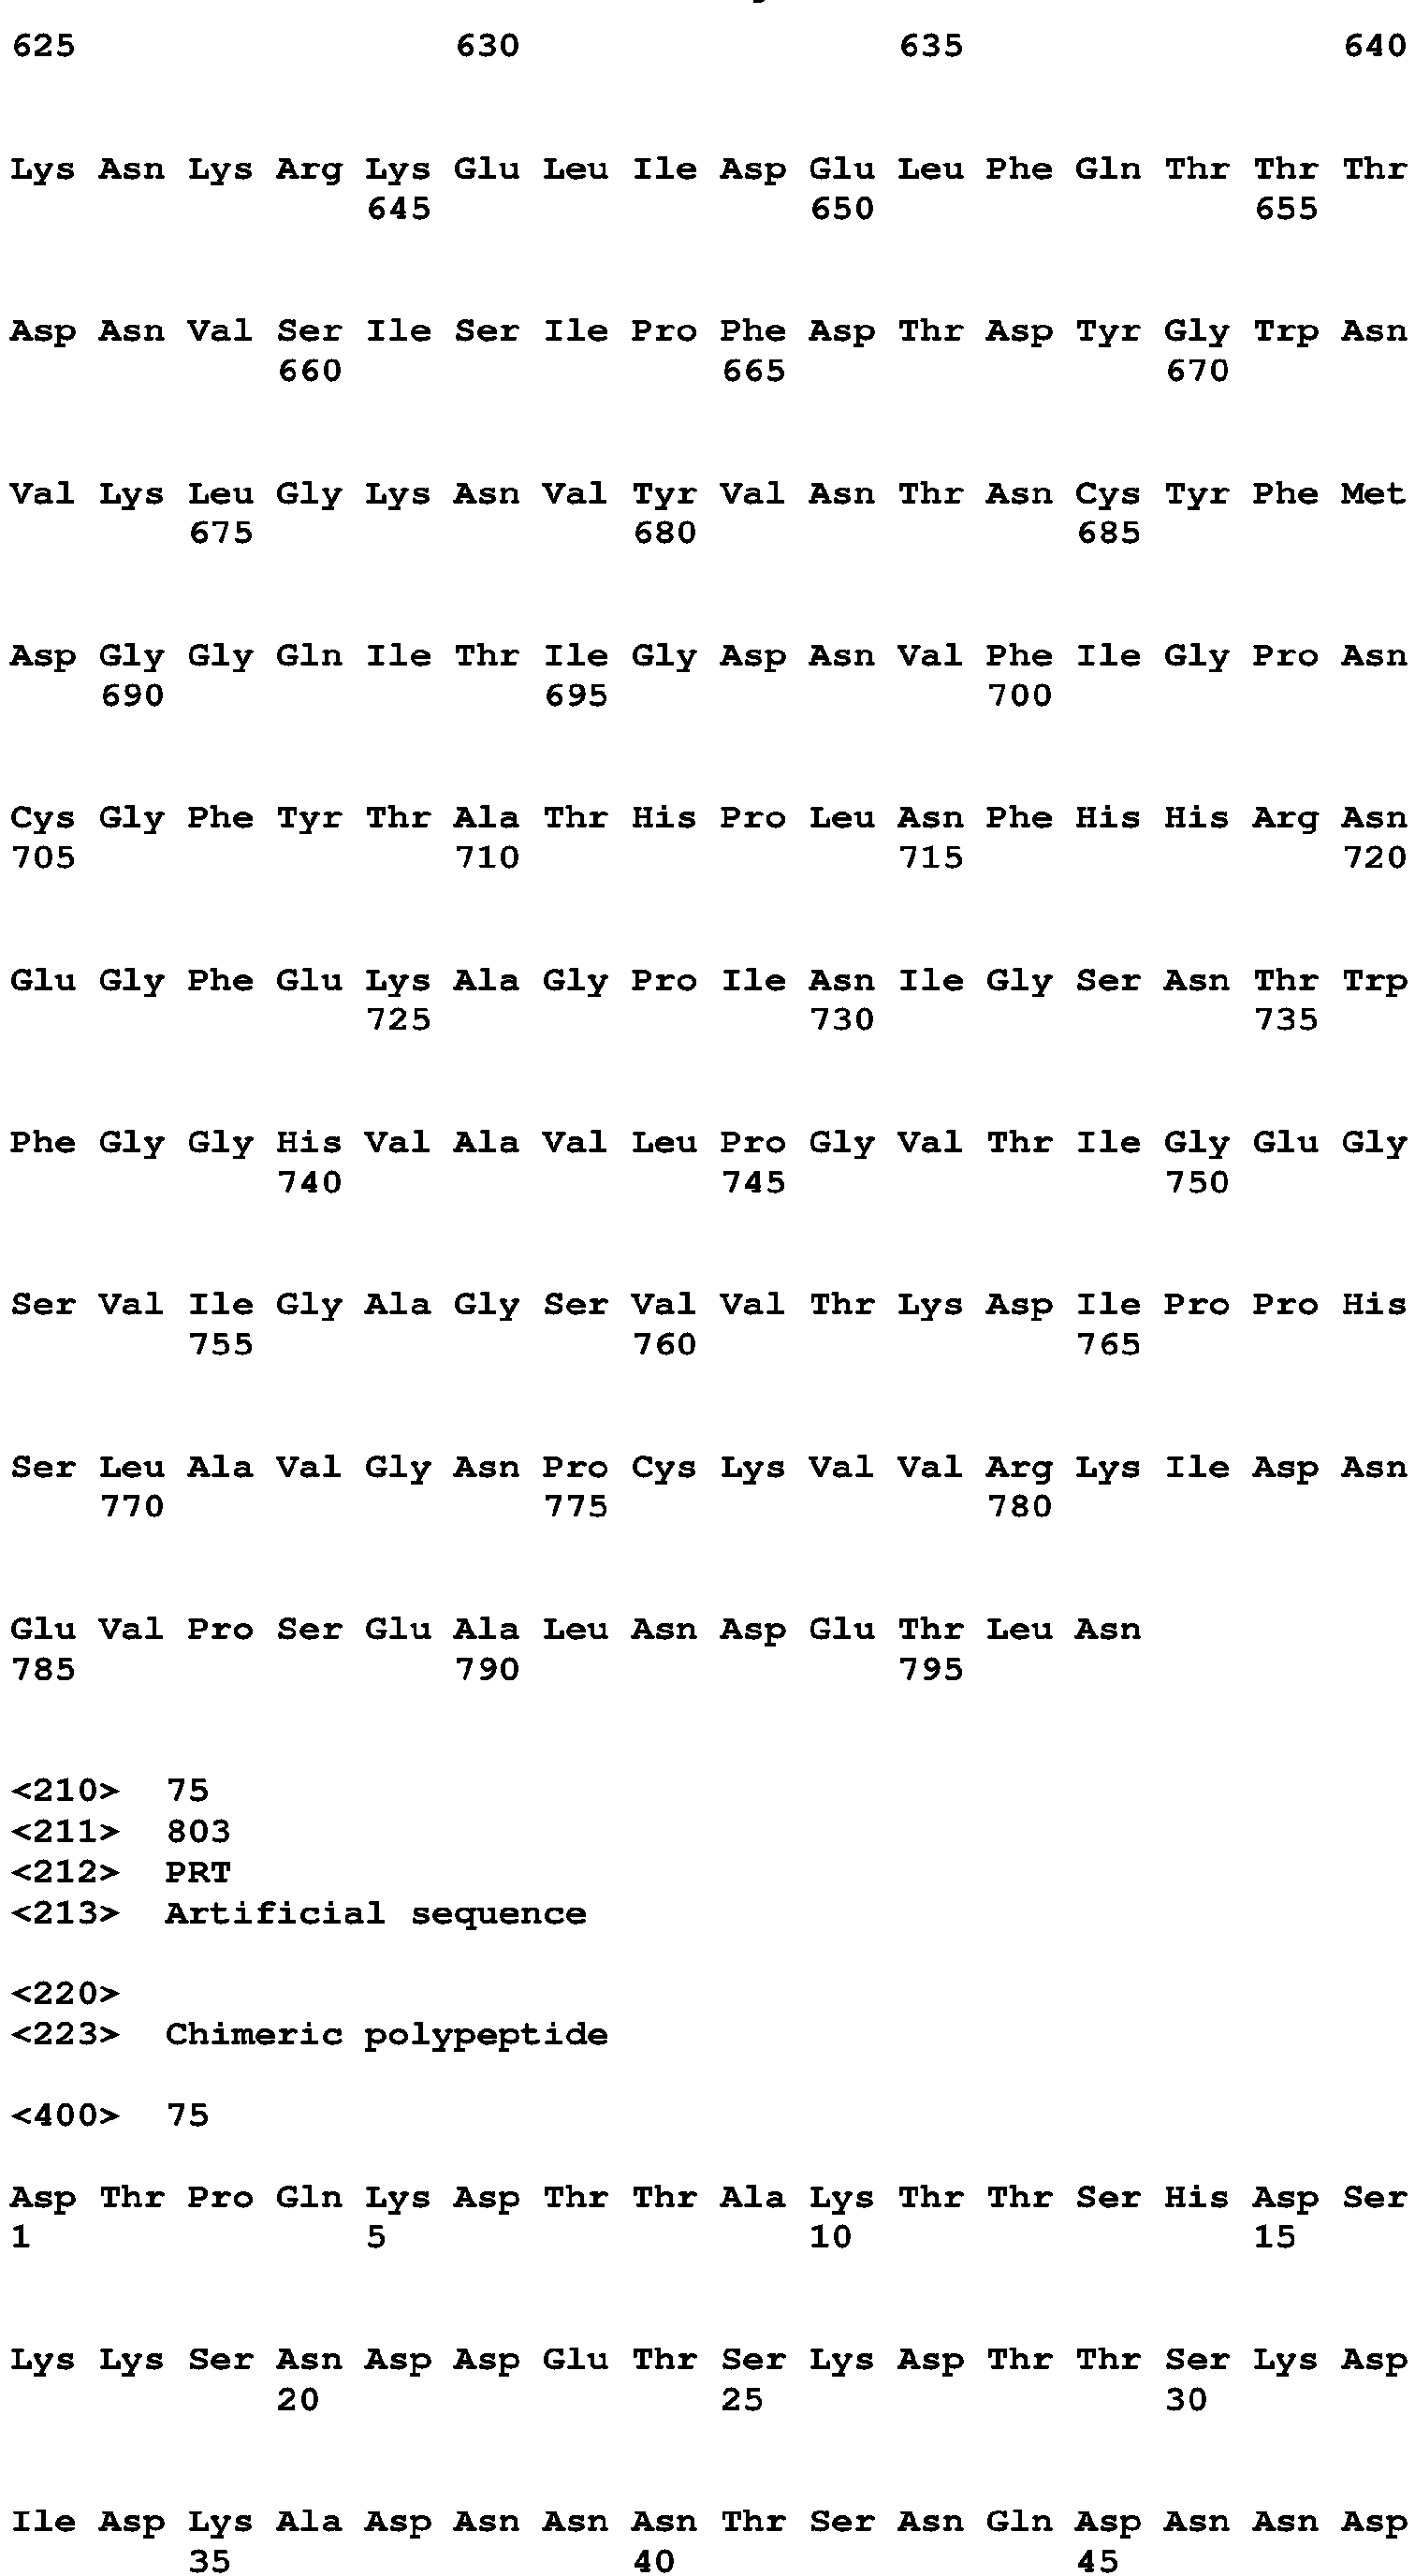 625 630 635 640
Lys Asn Lys Arg Lys Glu Leu Ile Asp Glu Leu Phe Gln Thr Thr Thr
645 650 655
Asp Asn Val Ser Ile Ser Ile Pro Phe Asp Thr Asp Tyr Gly Trp Asn
660 665 670
Val Lys Leu Gly Lys Asn Val Tyr Val Asn Thr Asn Cys Tyr Phe Met
675 680 685
Asp Gly Gly Gln Ile Thr Ile Gly Asp Asn Val Phe Ile Gly Pro Asn
690 695 700
Cys Gly Phe Tyr Thr Ala Thr His Pro Leu Asn Phe His His Arg Asn
705 710 715 720
Glu Gly Phe Glu Lys Ala Gly Pro Ile Asn Ile Gly Ser Asn Thr Trp
725 730 735
Phe Gly Gly His Val Ala Val Leu Pro Gly Val Thr Ile Gly Glu Gly
740 745 750
Ser Val Ile Gly Ala Gly Ser Val Val Thr Lys Asp Ile Pro Pro His
755 760 765
Ser Leu Ala Val Gly Asn Pro Cys Lys Val Val Arg Lys Ile Asp Asn
770 775 780
Glu Val Pro Ser Glu Ala Leu Asn Asp Glu Thr Leu Asn
785 790 795
<210> 75
<211> 803
<212> PRT
<213> Artificial sequence
<220>
<223> Chimeric polypeptide
<400> 75
Asp Thr Pro Gln Lys Asp Thr Thr Ala Lys Thr Thr Ser His Asp Ser
1 5 10 15
Lys Lys Ser Asn Asp Asp Glu Thr Ser Lys Asp Thr Thr Ser Lys Asp
20 25 30
Ile Asp Lys Ala Asp Asn Asn Asn Thr Ser Asn Gln Asp Asn Asn Asp
35 40 45